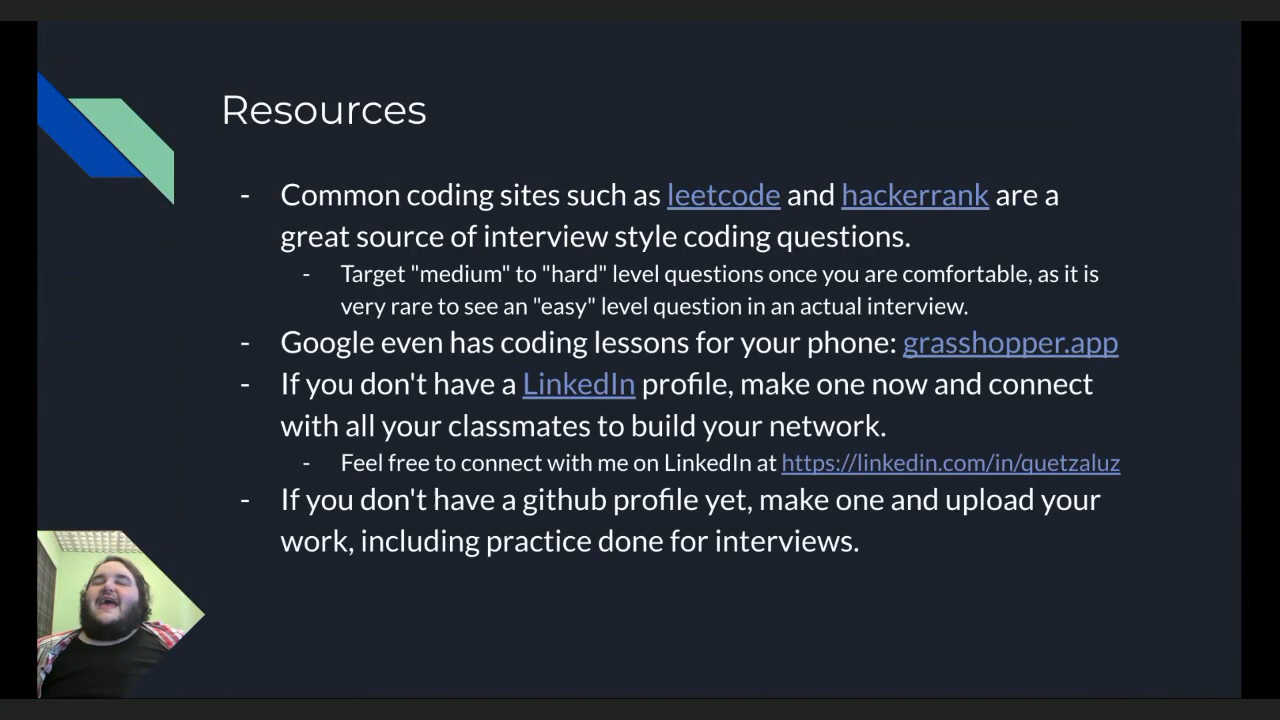 Resources
- Common coding sites such as leetcode and hackerrank are a
great source of interview style coding questions.
- Target "medium" to "hard" level questions once you are comfortable, as it is
very rare to see an "easy" level question in an actual interview.
- Google even has coding lessons for your phone: grasshopper.app
- If you don't have a LinkedIn profile, make one now and connect
with all your classmates to build your network.
- Feel free to connect with me on LinkedIn at https://linkedin.com/in/quetzaluz
- If you don't have a github profile yet, make one and upload your
work, including practice done for interviews.